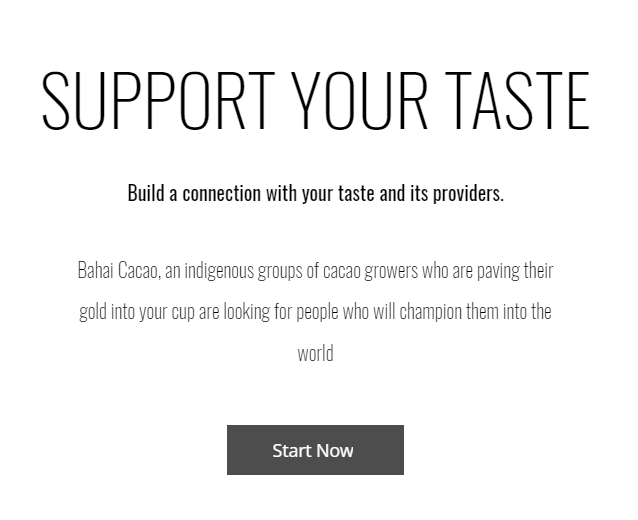 SUPPORT YOUR TASTE
Build a connection with your taste and its providers.
Bahai Cacao, an indigenous groups of cacao growers who are paving their
gold into your cup are looking for people who will champion them into the
world
Start Now